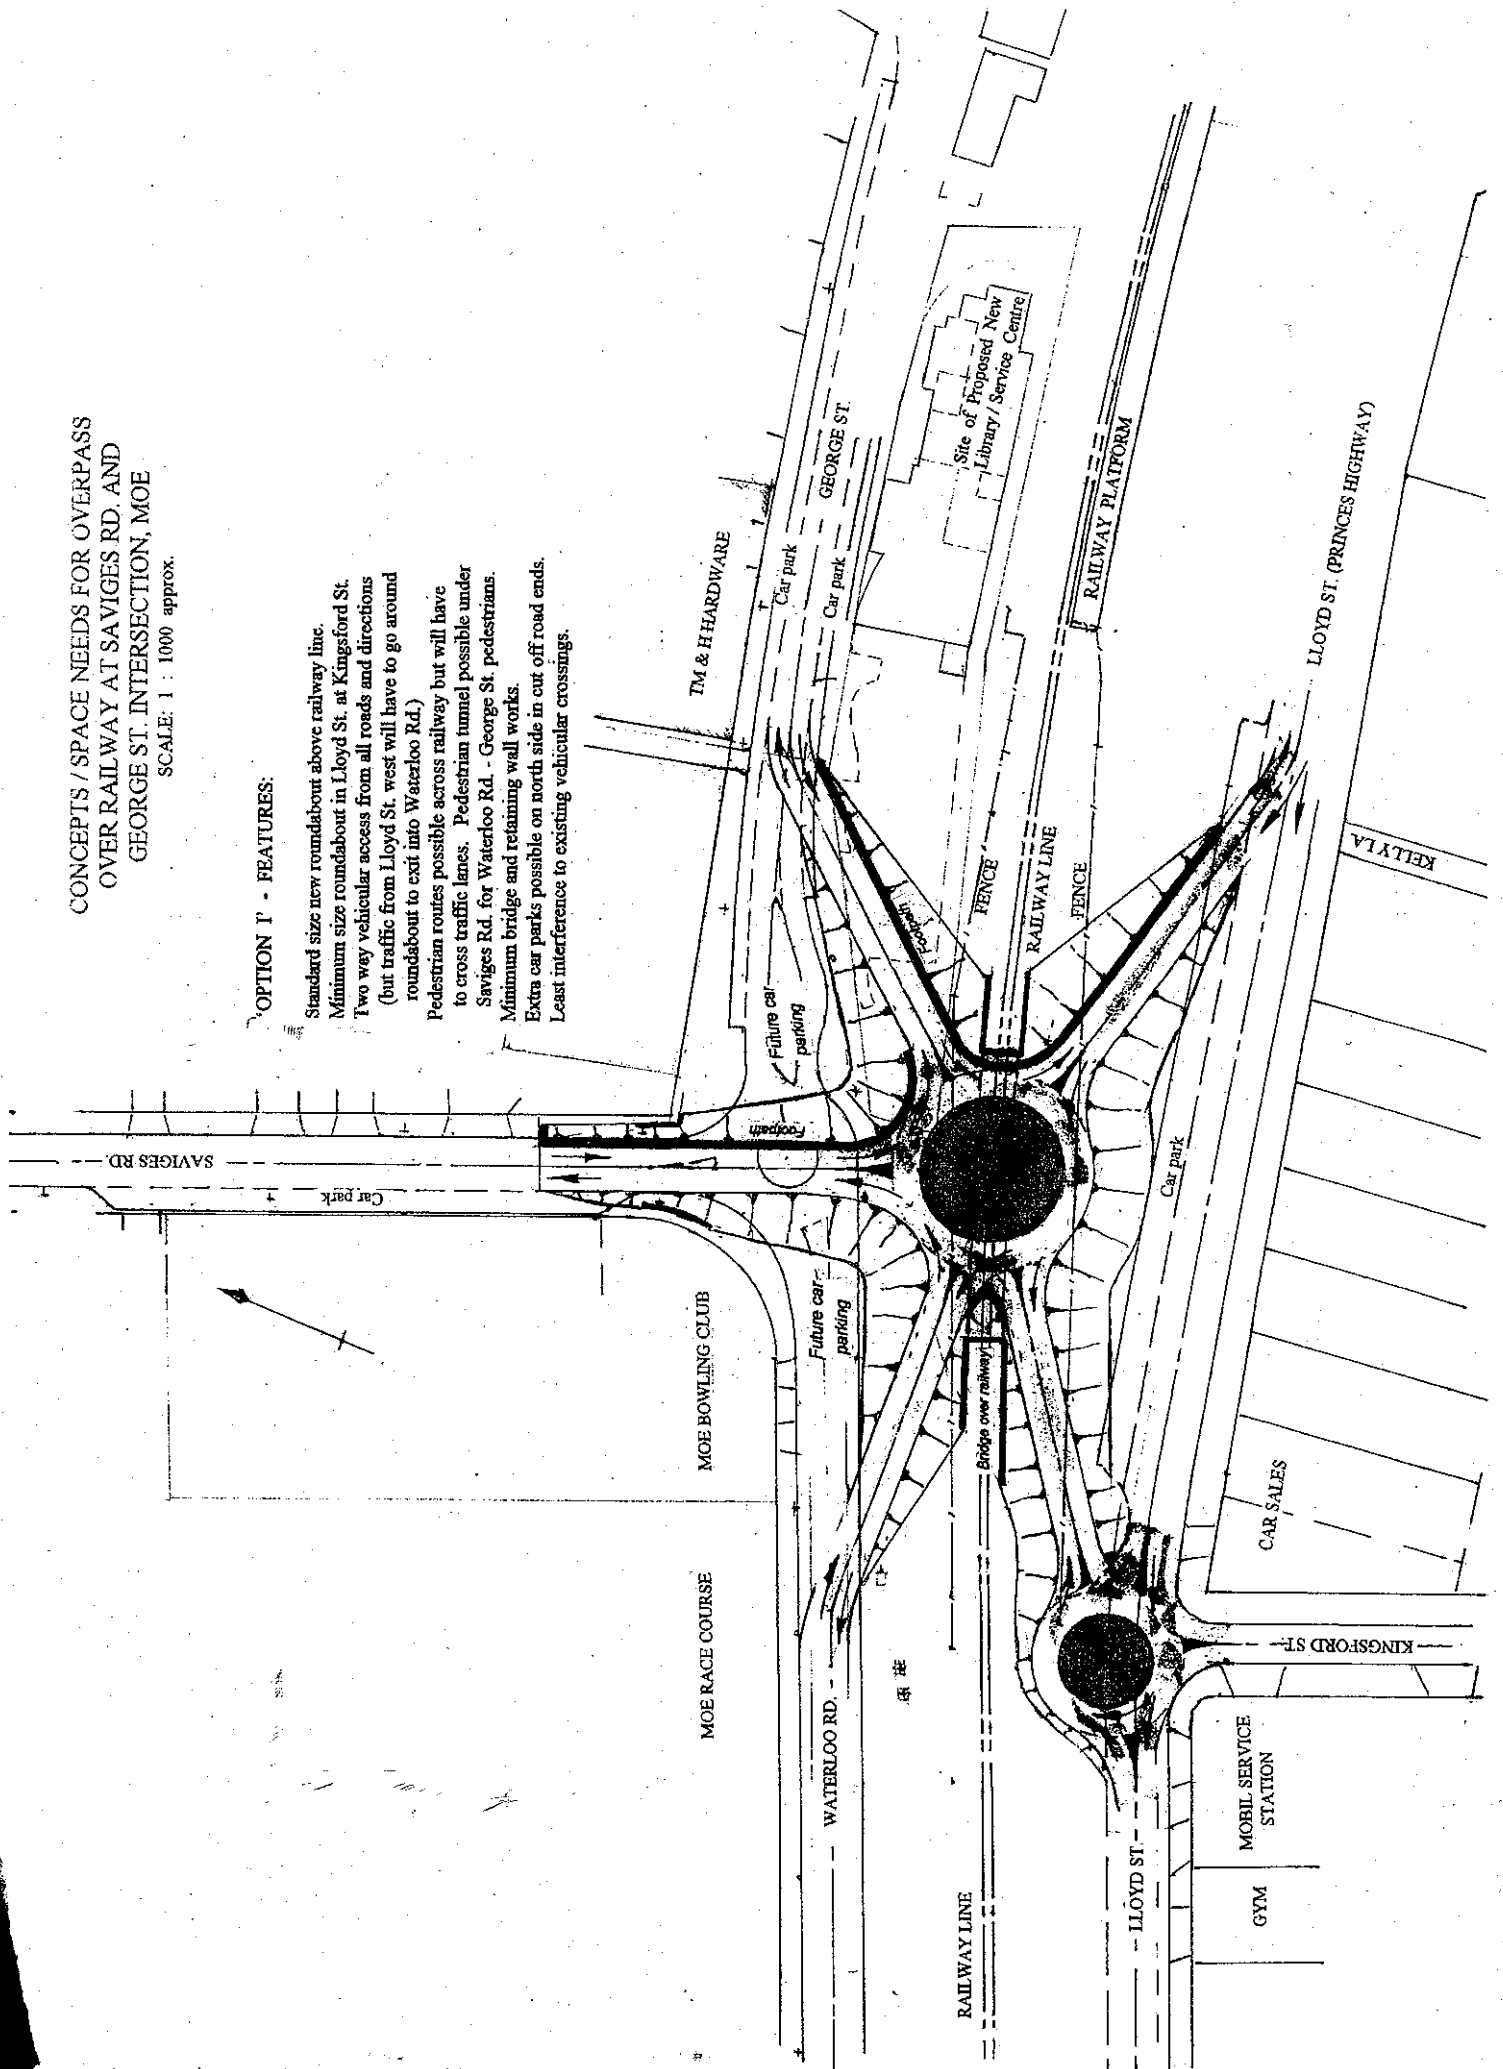 CONCEPTS / SPACE NEEDS FOR OVERPASS
OVER RAILWAY AT SAVIGES RD. AND
GEORGE ST. INTERSECTION, MOE
SCALE: 1 : 1000 approx.
'OPTION I' - FEATURES:
Standard size new roundabout above railway line.
Minimum size roundabout in Lloyd St. at Kingsford St.
Two way vehicular access from all roads and directions
(but traffic from Lloyd St. west will have to go around
roundabout to exit into Waterloo Rd.)
Pedestrian routes possible across railway but will have
to cross traffic lanes. Pedestrian tunnel possible under
Saviges Rd. for Waterloo Rd. - George St. pedestrians.
Minimum bridge and retaining wall works.
Extra car parks possible on north side in cut off road ends.
Least interference to existing vehicular crossings.
SAVIGES RD
Car park
MOE RACE COURSE
MOE BOWLING CLUB
TM & H HARDWARE
Future car
parking
Future car
parking
Footpath
Footpath
Car park
Car park
GEORGE ST.
Site of Proposed New
Library / Service Centre
WATERLOO RD.
RAILWAY LINE
Bridge over railway
FENCE
RAILWAY LINE
FENCE
RAILWAY PLATFORM
Car park
LLOYD ST. (PRINCES HIGHWAY)
LLOYD ST.
GYM
MOBIL SERVICE
STATION
KINGSFORD ST.
CAR SALES
KELLY LA